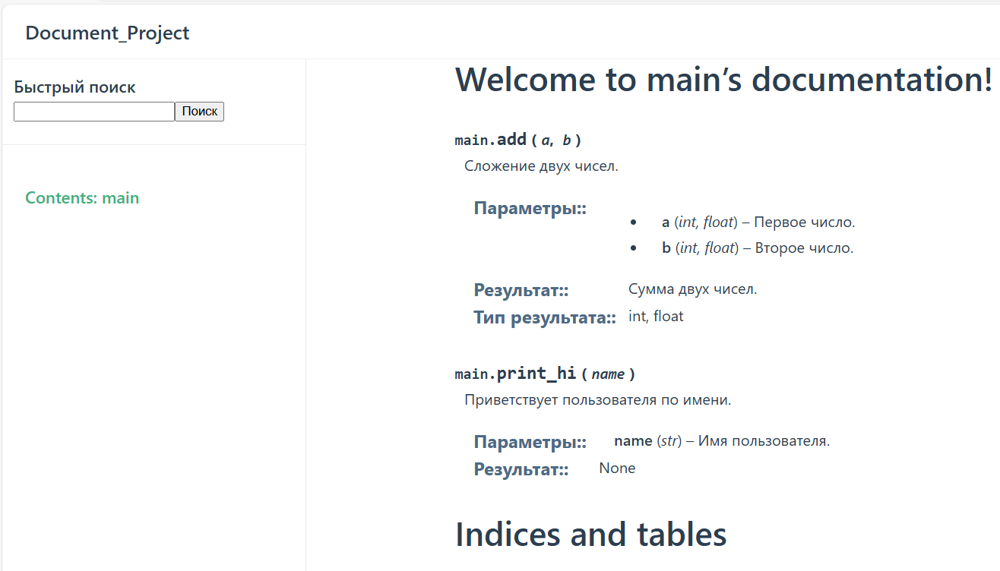 Document_Project
Быстрый поиск
Поиск
Contents: main
Welcome to main’s documentation!
main.add ( a, b )
Сложение двух чисел.
Параметры::
• a (int, float) – Первое число.
• b (int, float) – Второе число.
Результат:: Сумма двух чисел.
Тип результата:: int, float
main.print_hi ( name )
Приветствует пользователя по имени.
Параметры:: name (str) – Имя пользователя.
Результат:: None
Indices and tables